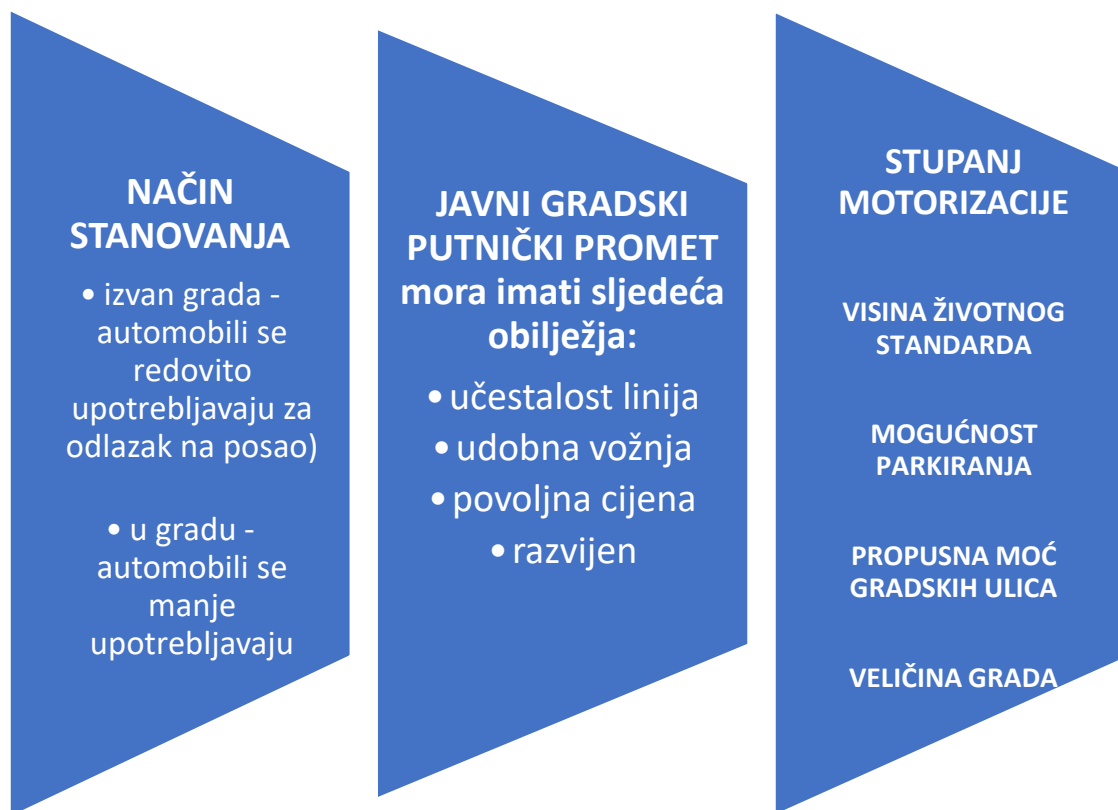 NAČIN
STANOVANJA
• izvan grada -
automobili se
redovito
upotrebljavaju za
odlazak na posao)
• u gradu -
automobili se
manje
upotrebljavaju
JAVNI GRADSKI
PUTNIČKI PROMET
mora imati sljedeća
obilježja:
• učestalost linija
• udobna vožnja
• povoljna cijena
• razvijen
STUPANJ
MOTORIZACIJE
VISINA ŽIVOTNOG
STANDARDA
MOGUĆNOST
PARKIRANJA
PROPUSNA MOĆ
GRADSKIH ULICA
VELIČINA GRADA